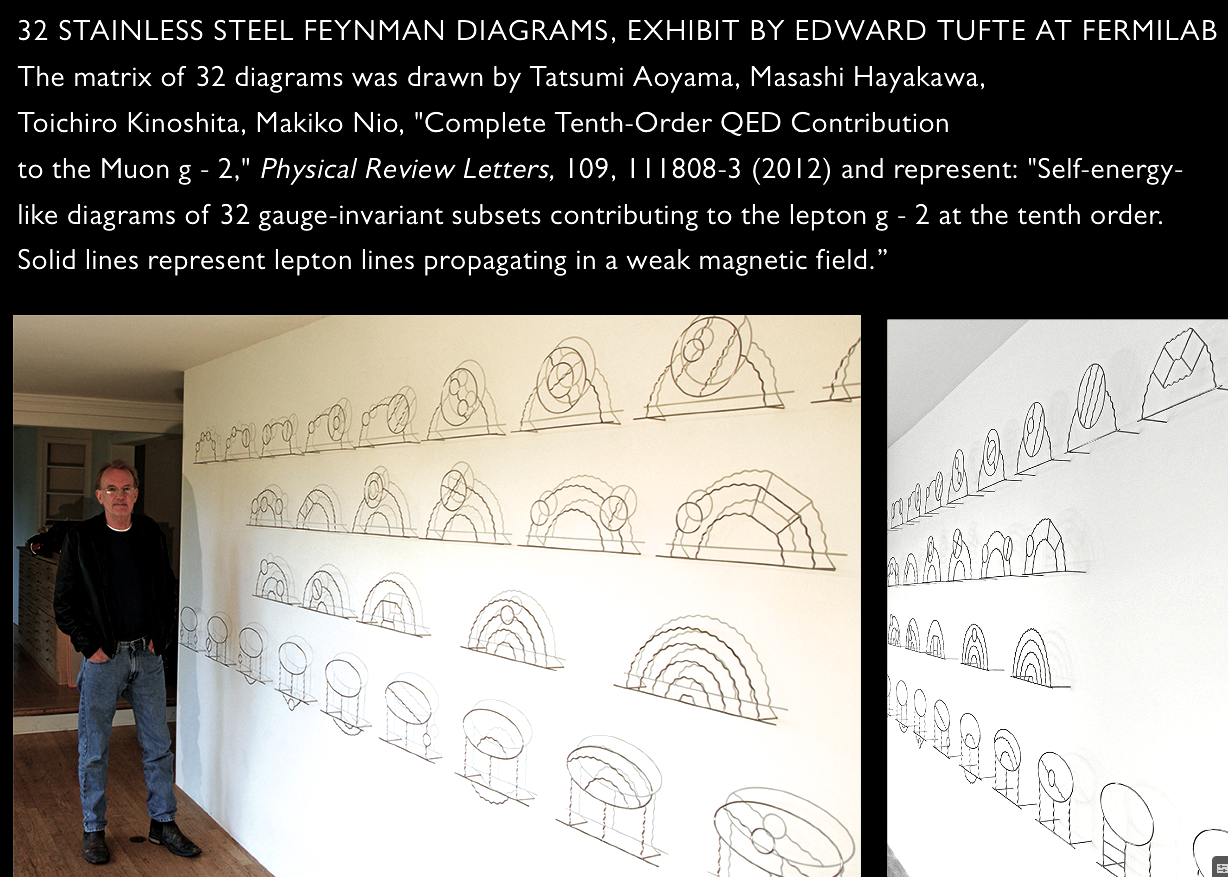 32 STAINLESS STEEL FEYNMAN DIAGRAMS, EXHIBIT BY EDWARD TUFTE AT FERMILAB
The matrix of 32 diagrams was drawn by Tatsumi Aoyama, Masashi Hayakawa,
Toichiro Kinoshita, Makiko Nio, "Complete Tenth-Order QED Contribution
to the Muon g - 2," Physical Review Letters, 109, 111808-3 (2012) and represent: "Self-energy-
like diagrams of 32 gauge-invariant subsets contributing to the lepton g - 2 at the tenth order.
Solid lines represent lepton lines propagating in a weak magnetic field.”